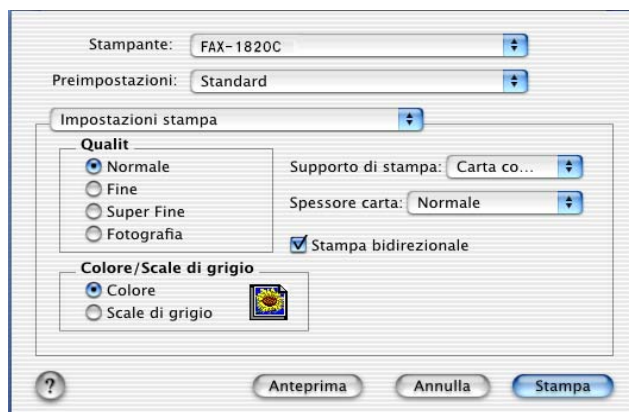 Stampante: FAX-1820C
Preimpostazioni: Standard
Impostazioni stampa
Qualit
Normale
Fine
Super Fine
Fotografia
Supporto di stampa: Carta co...
Spessore carta: Normale
Stampa bidirezionale
Colore/Scale di grigio
Colore
Scale di grigio
? Anteprima Annulla Stampa